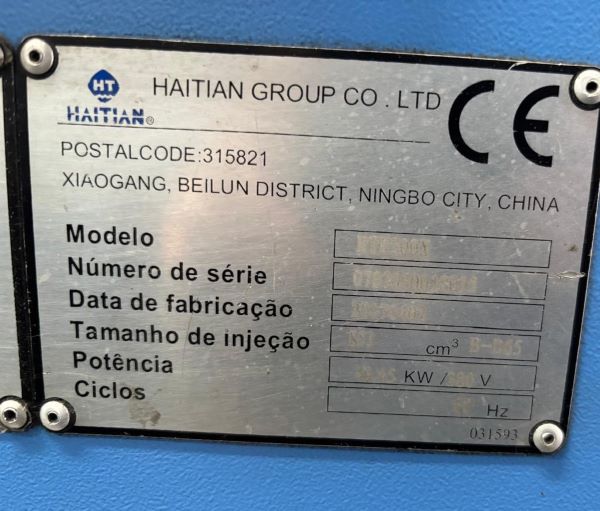 HT
HAITIAN®
HAITIAN GROUP CO . LTD
CE
POSTALCODE:315821
XIAOGANG, BEILUN DISTRICT, NINGBO CITY, CHINA
Modelo
Número de série
Data de fabricação
Tamanho de injeção cm³
Potência KW / V
Ciclos Hz
031593